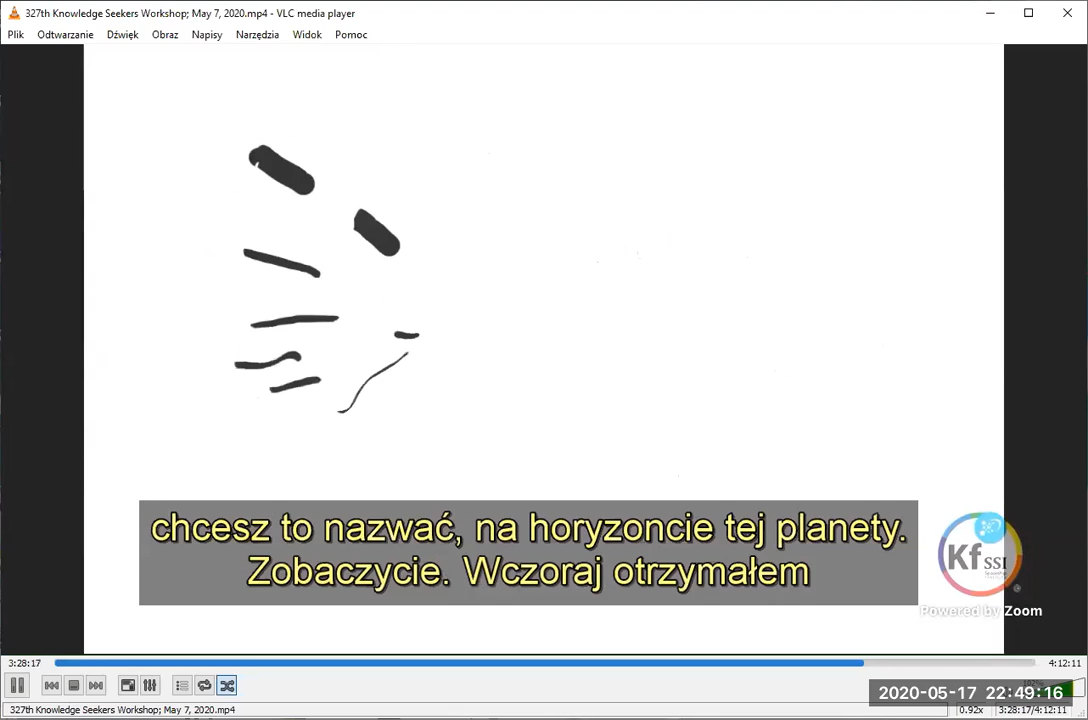 327th Knowledge Seekers Workshop; May 7, 2020.mp4 - VLC media player
Plik Odtwarzanie Dźwięk Obraz Napisy Narzędzia Widok Pomoc
chcesz to nazwać, na horyzoncie tej planety.
Zobaczycie. Wczoraj otrzymałem
Kf SSI
Powered by Zoom
3:28:17 4:12:11
2020-05-17 22:49:16
327th Knowledge Seekers Workshop; May 7, 2020.mp4 0.92x 3:28:17/4:12:11